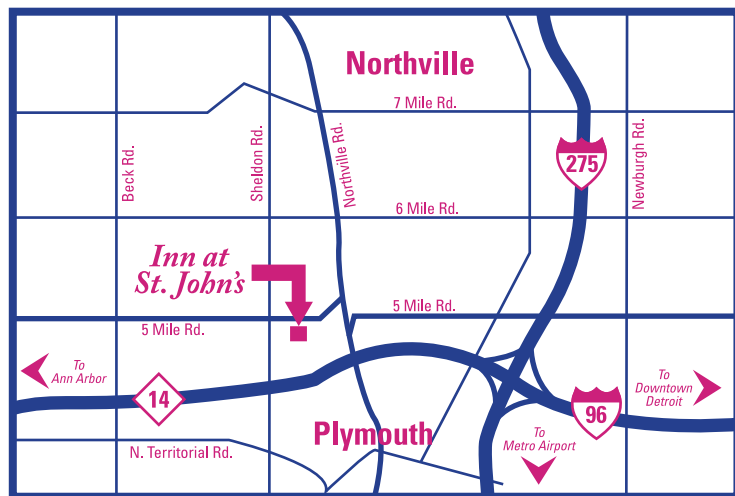 Northville
7 Mile Rd.
Beck Rd.
Sheldon Rd.
Northville Rd.
275
Newburgh Rd.
6 Mile Rd.
Inn at
St. John's
5 Mile Rd.
5 Mile Rd.
To
Ann Arbor
14
To
Downtown
Detroit
96
Plymouth
N. Territorial Rd.
To
Metro Airport